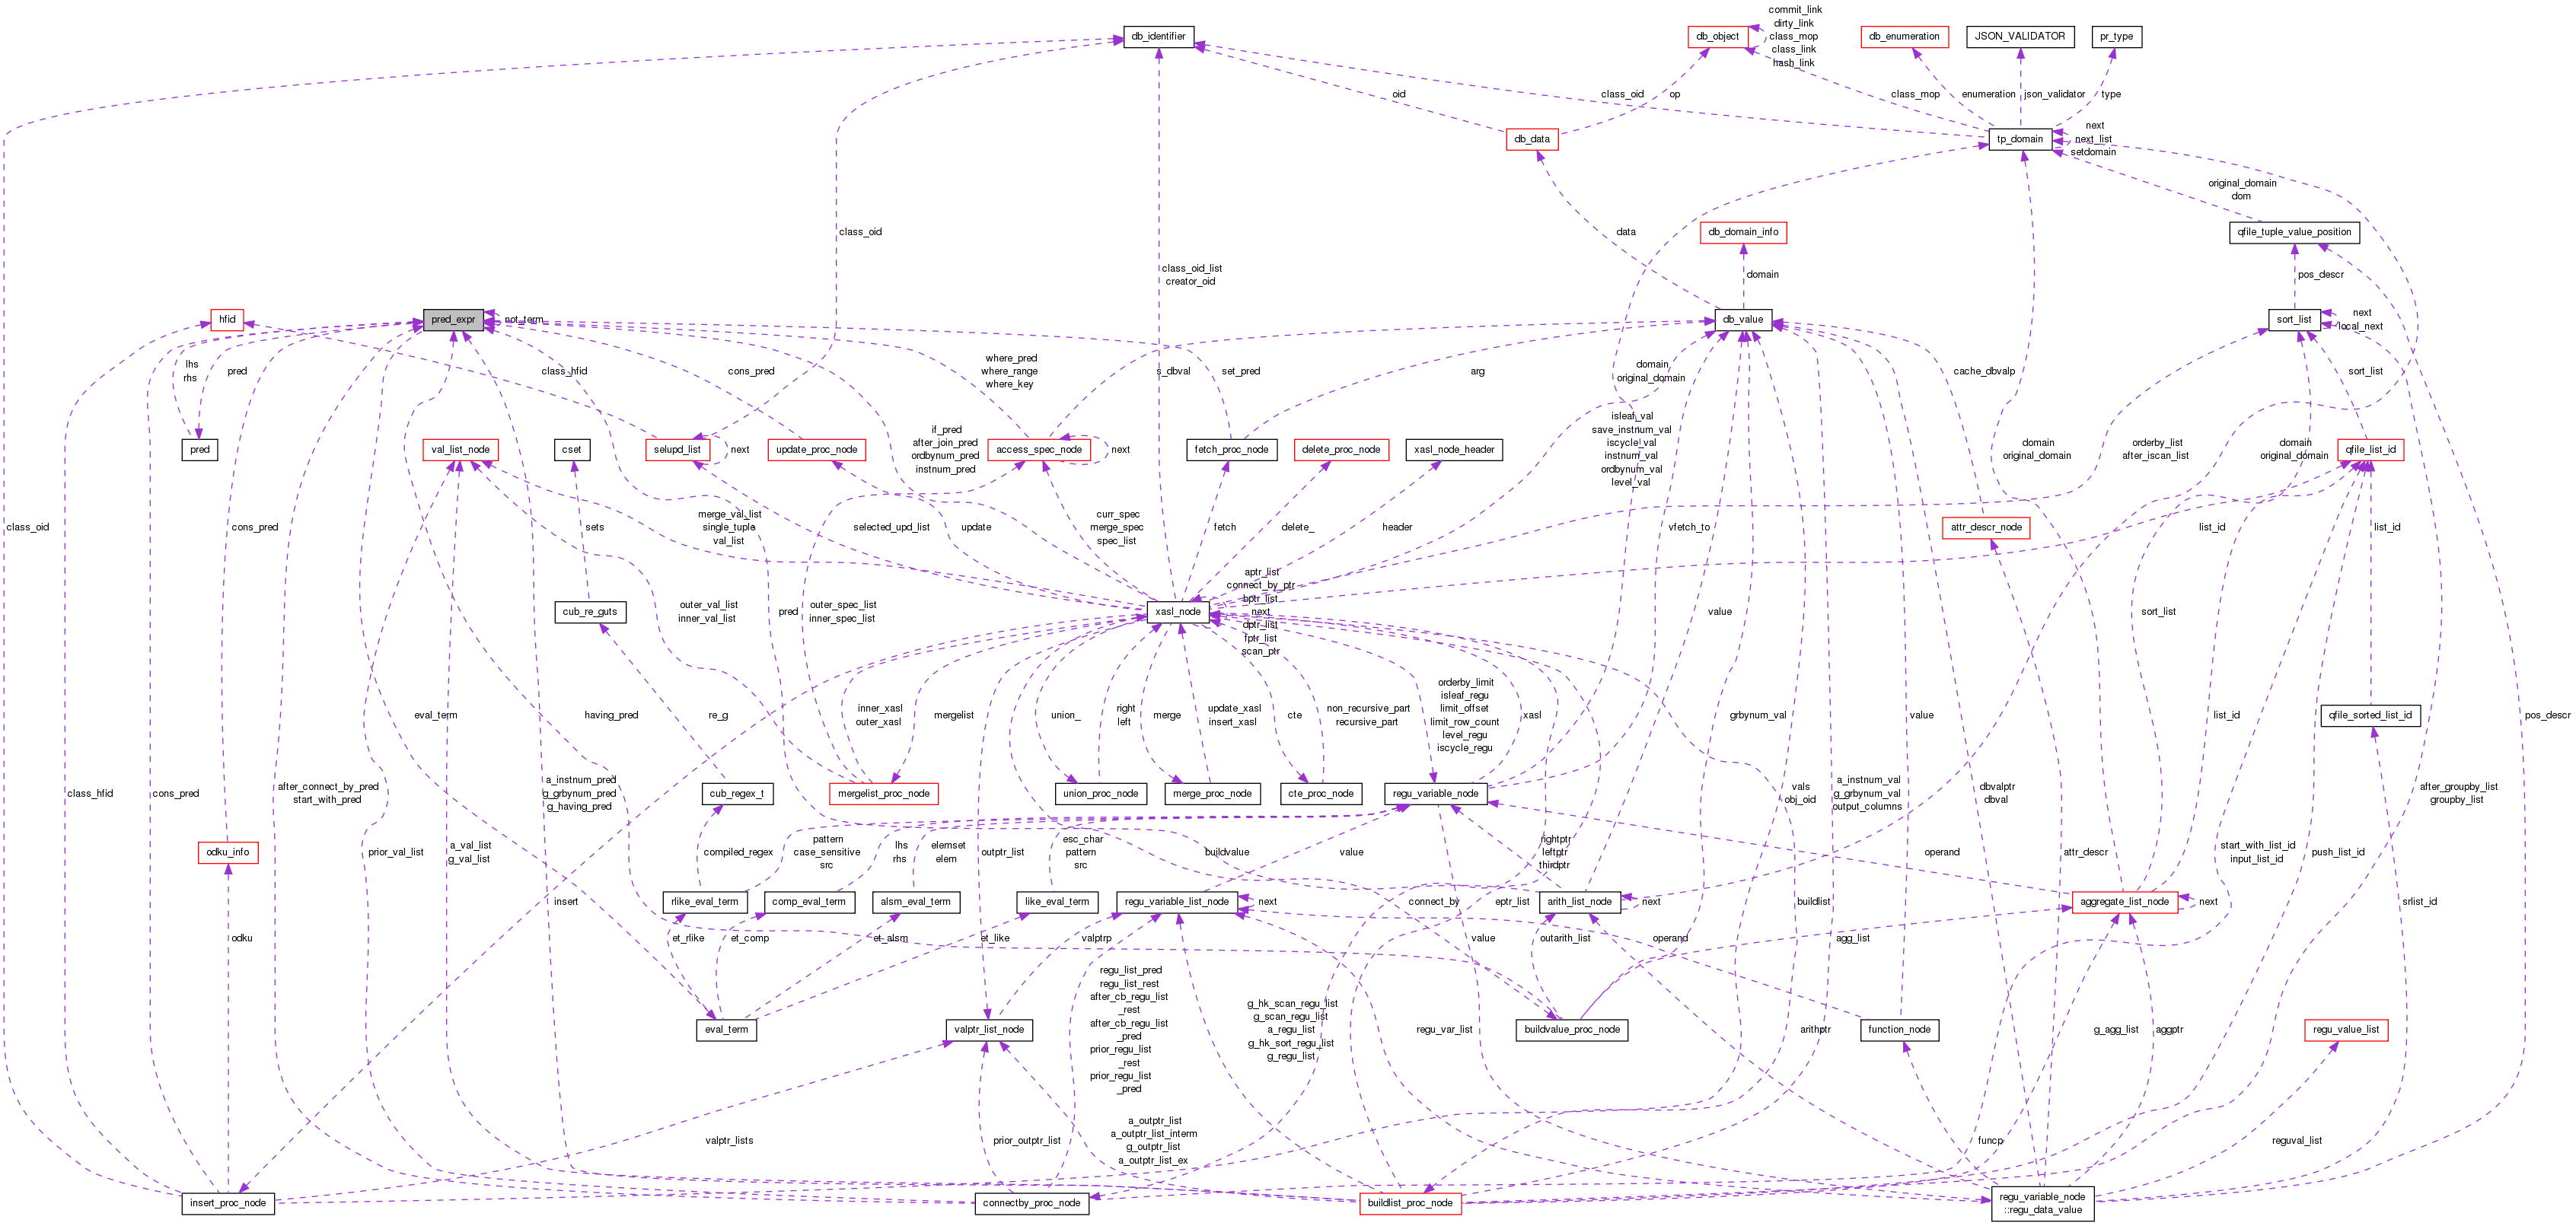 commit_link
dirty_link
class_mop
class_link
hash_link
db_identifier
db_object
db_enumeration
JSON_VALIDATOR
pr_type
oid
class_oid
op
class_mop
enumeration
json_validator
type
db_data
tp_domain
next
next_list
setdomain
original_domain
dom
class_oid
data
db_domain_info
qfile_tuple_value_position
class_oid_list
creator_oid
domain
pos_descr
hfid
pred_expr
not_term
db_value
sort_list
next
local_next
lhs
rhs
pred
cons_pred
class_hfid
where_pred
where_range
where_key
s_dbval
set_pred
arg
domain
original_domain
cache_dbvalp
sort_list
pred
val_list_node
cset
selupd_list
next
update_proc_node
if_pred
after_join_pred
ordbynum_pred
instnum_pred
access_spec_node
next
fetch_proc_node
delete_proc_node
xasl_node_header
isleaf_val
save_instnum_val
iscycle_val
instnum_val
ordbynum_val
level_val
domain
original_domain
orderby_list
after_iscan_list
domain
original_domain
qfile_list_id
class_oid
cons_pred
sets
merge_val_list
single_tuple
val_list
selected_upd_list
update
curr_spec
merge_spec
spec_list
fetch
delete_
header
vfetch_to
attr_descr_node
list_id
list_id
cub_re_guts
outer_val_list
inner_val_list
pred
outer_spec_list
inner_spec_list
xasl_node
aptr_list
connect_by_ptr
bptr_list
next
dptr_list
fptr_list
scan_ptr
value
sort_list
eval_term
having_pred
re_g
inner_xasl
outer_xasl
mergelist
union_
right
left
merge
update_xasl
insert_xasl
cte
non_recursive_part
recursive_part
orderby_limit
isleaf_regu
limit_offset
limit_row_count
level_regu
iscycle_regu
xasl
grbynum_val
value
list_id
qfile_sorted_list_id
pos_descr
class_hfid
cons_pred
after_connect_by_pred
start_with_pred
a_instnum_pred
g_grbynum_pred
g_having_pred
cub_regex_t
mergelist_proc_node
union_proc_node
merge_proc_node
cte_proc_node
regu_variable_node
vals
obj_oid
a_instnum_val
g_grbynum_val
output_columns
dbvalptr
dbval
after_groupby_list
groupby_list
odku_info
prior_val_list
a_val_list
g_val_list
compiled_regex
pattern
case_sensitive
src
lhs
rhs
elemset
elem
outptr_list
esc_char
pattern
src
buildvalue
value
rightptr
leftptr
thirdptr
operand
attr_descr
start_with_list_id
input_list_id
push_list_id
insert
rlike_eval_term
comp_eval_term
alsm_eval_term
like_eval_term
regu_variable_list_node
next
connect_by
eptr_list
arith_list_node
next
buildlist
aggregate_list_node
next
srlist_id
odku
et_rlike
et_comp
et_alsm
et_like
valptrp
value
outarith_list
operand
agg_list
eval_term
valptr_list_node
regu_list_pred
regu_list_rest
after_cb_regu_list
_rest
after_cb_regu_list
_pred
prior_regu_list
_rest
prior_regu_list
_pred
g_hk_scan_regu_list
g_scan_regu_list
a_regu_list
g_hk_sort_regu_list
g_regu_list
regu_var_list
buildvalue_proc_node
arithptr
function_node
g_agg_list
aggptr
regu_value_list
valptr_lists
prior_outptr_list
a_outptr_list
a_outptr_list_interm
g_outptr_list
a_outptr_list_ex
funcp
reguval_list
insert_proc_node
connectby_proc_node
buildlist_proc_node
regu_variable_node
::regu_data_value